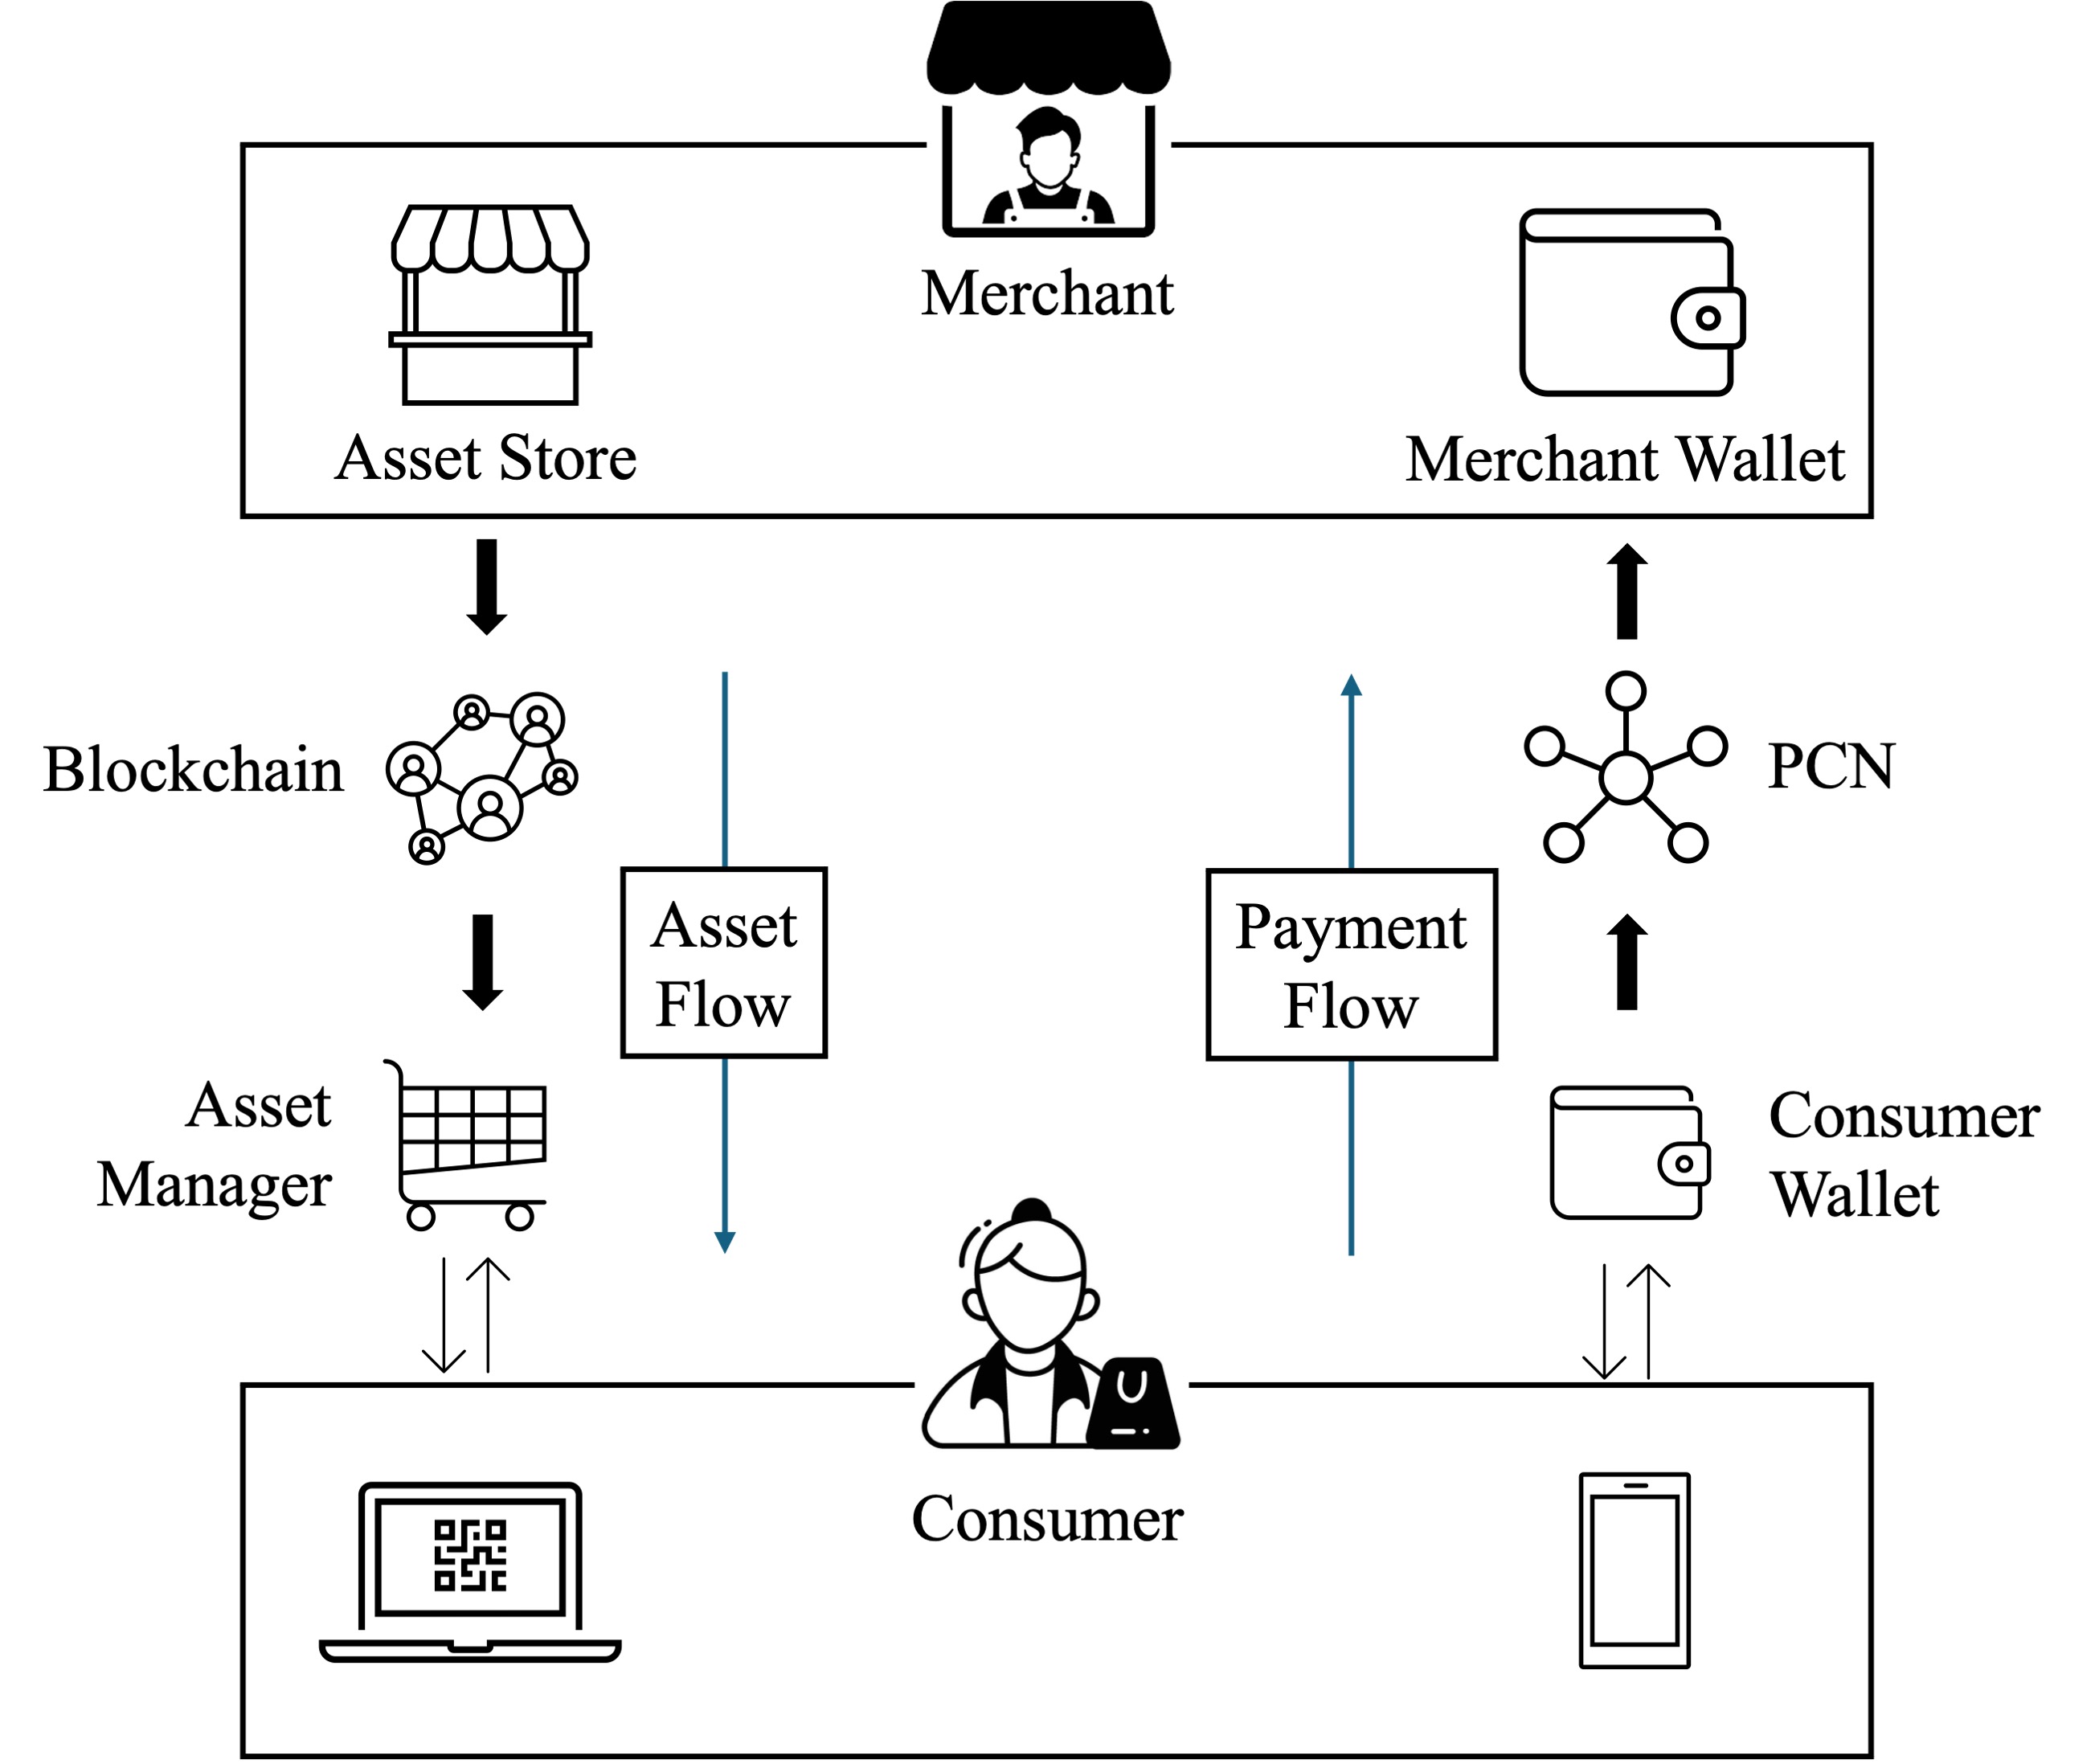 Merchant
Asset Store
Merchant Wallet
Blockchain
PCN
Asset
Flow
Payment
Flow
Asset
Manager
Consumer
Wallet
Consumer